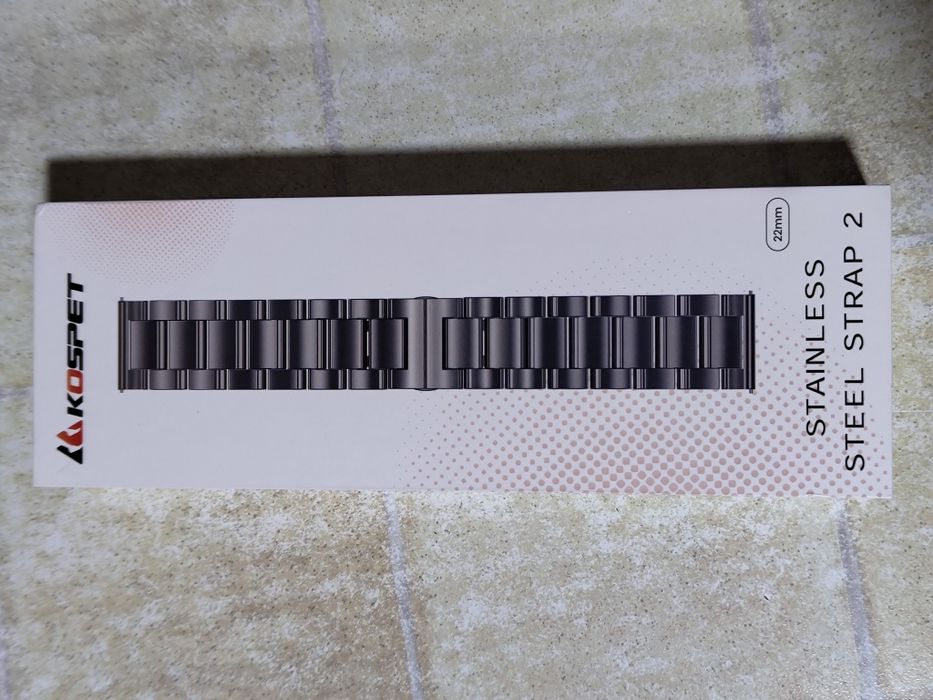 KOSPET
22mm
STAINLESS
STEEL STRAP 2